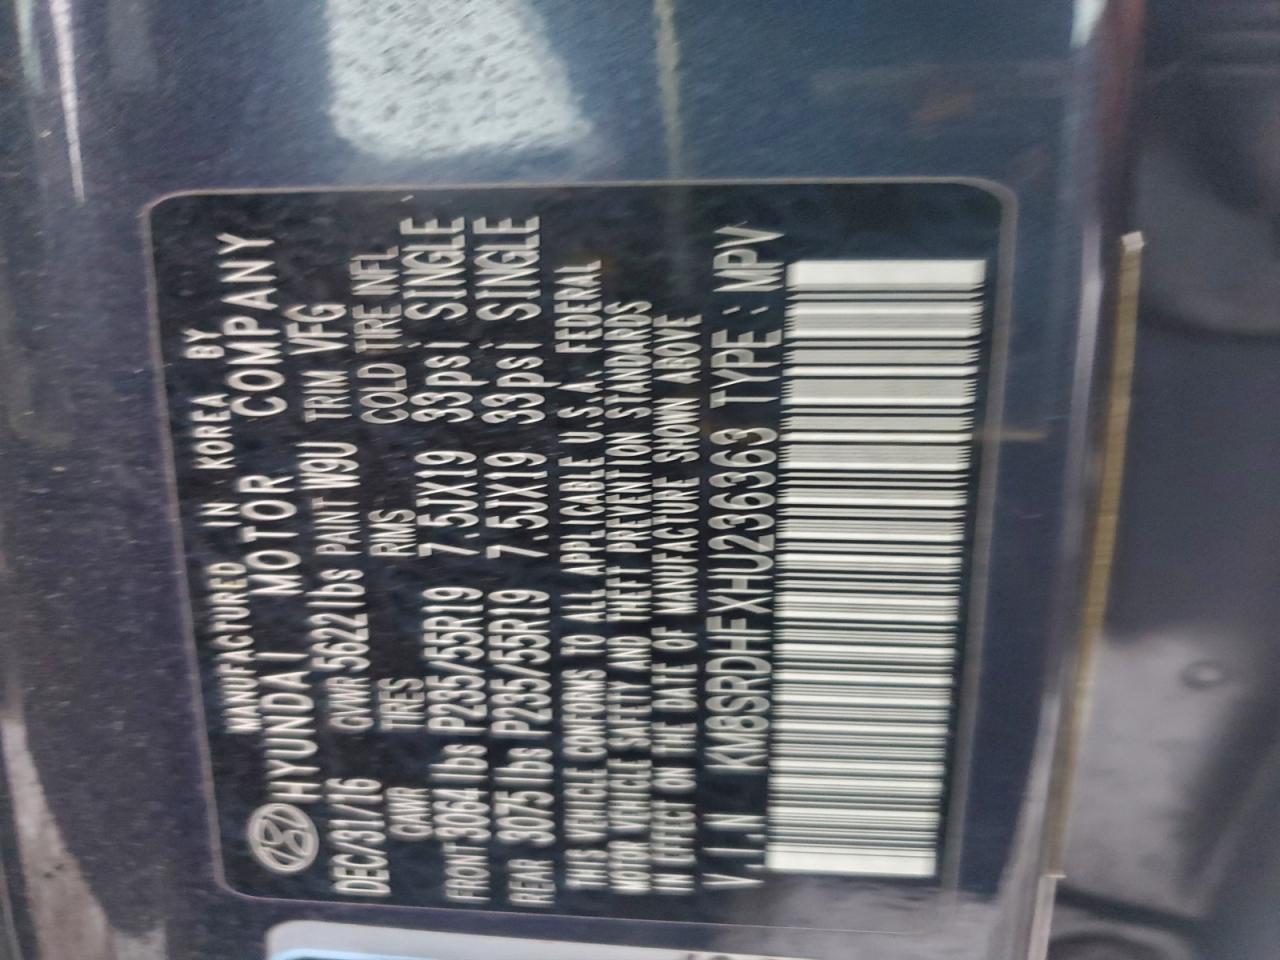 MANUFACTURED IN KOREA BY
HYUNDAI MOTOR COMPANY
DEC/31/16 GVWR 5622 lbs PAINT W9U TRIM VFG
GAWR TIRES RIMS COLD TIRE INFL
FRONT 3064 lbs P235/55R19 7.5JX19 33psi SINGLE
REAR 3075 lbs P235/55R19 7.5JX19 33psi SINGLE
THIS VEHICLE CONFORMS TO ALL APPLICABLE U.S.A. FEDERAL
MOTOR VEHICLE SAFETY AND THEFT PREVENTION STANDARDS
IN EFFECT ON THE DATE OF MANUFACTURE SHOWN ABOVE
V.I.N KM8SRDHFXHU236363 TYPE : MPV